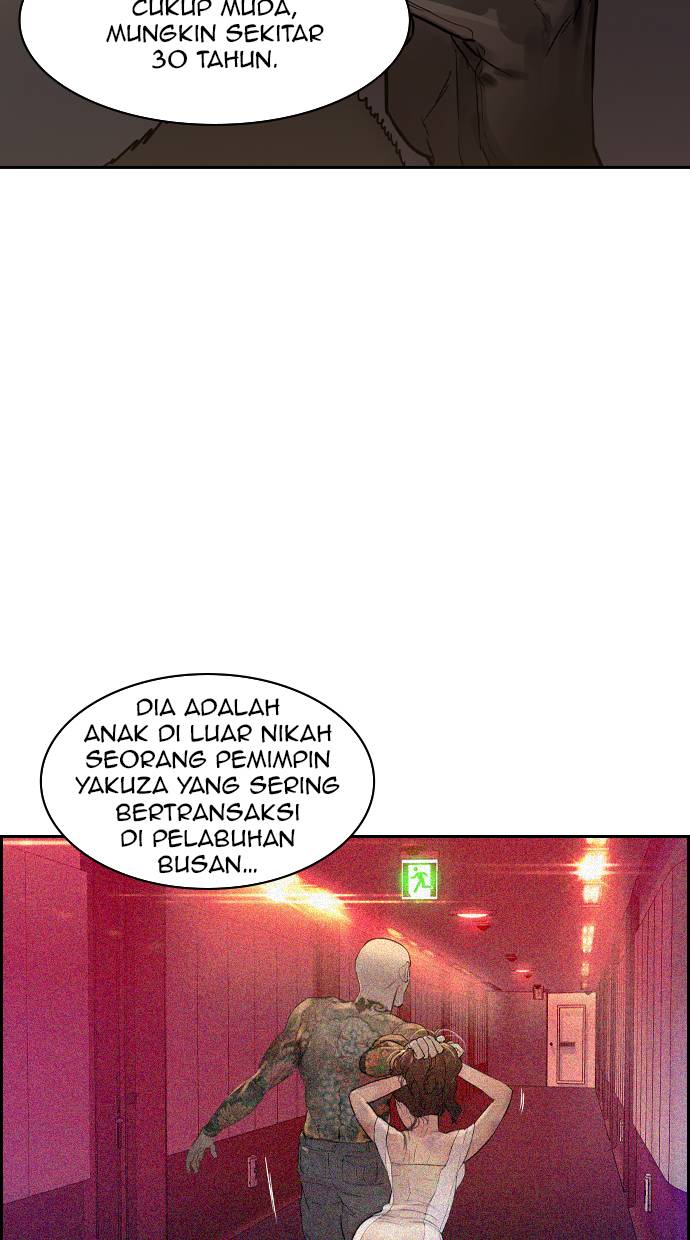 CUKUP MUDA,
MUNGKIN SEKITAR
30 TAHUN.
DIA ADALAH
ANAK DI LUAR NIKAH
SEORANG PEMIMPIN
YAKUZA YANG SERING
BERTRANSAKSI
DI PELABUHAN
BUSAN...